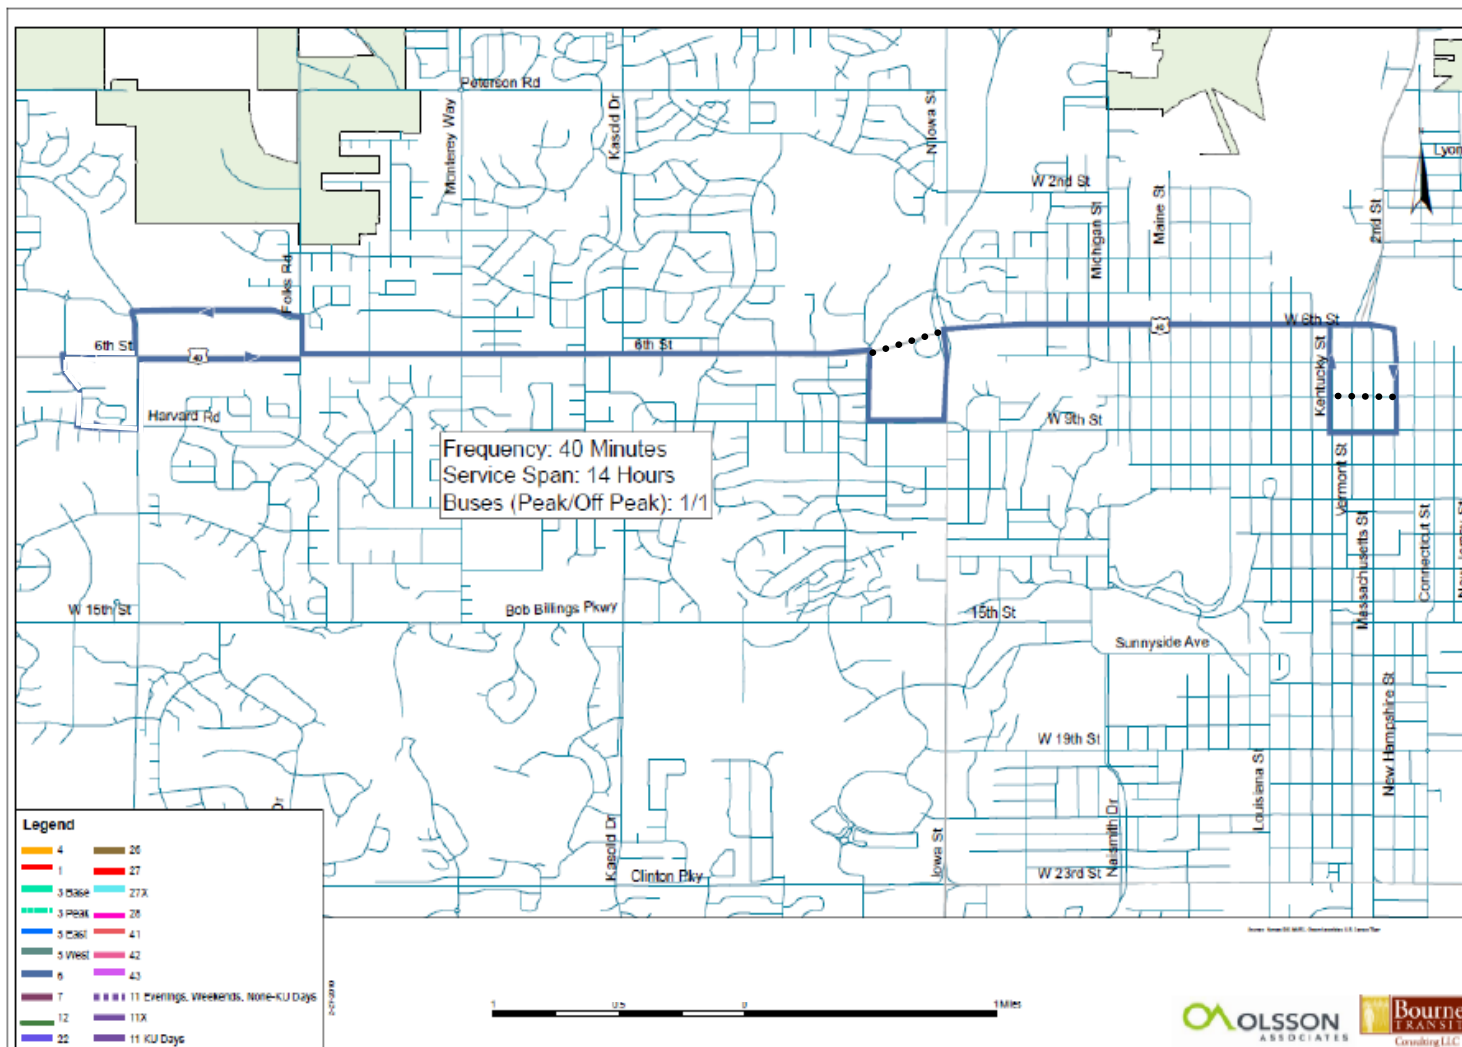 Peterson Rd
Monterey Way
Kasold Dr
N Iowa St
W 2nd St
Michigan St
Maine St
2nd St
Lyon
Folks Rd
6th St
40
6th St
40
W 6th St
Kentucky St
Harvard Rd
W 9th St
Frequency: 40 Minutes
Service Span: 14 Hours
Buses (Peak/Off Peak): 1/1
Vermont St
Massachusetts St
Connecticut St
W 15th St
Bob Billings Pkwy
15th St
Sunnyside Ave
W 19th St
New Hampshire St
Louisiana St
Naismith Dr
Dr
Kasold Dr
Iowa St
Clinton Pky
W 23rd St
Legend
4
26
1
27
3 Base
27X
3 Peak
28
5 East
41
5 West
42
6
43
7
11 Evenings, Weekends, None-KU Days
12
11X
22
11 KU Days
1
0.5
0
1 Miles
OLSSON
ASSOCIATES
Bourne
TRANSIT
Consulting LLC